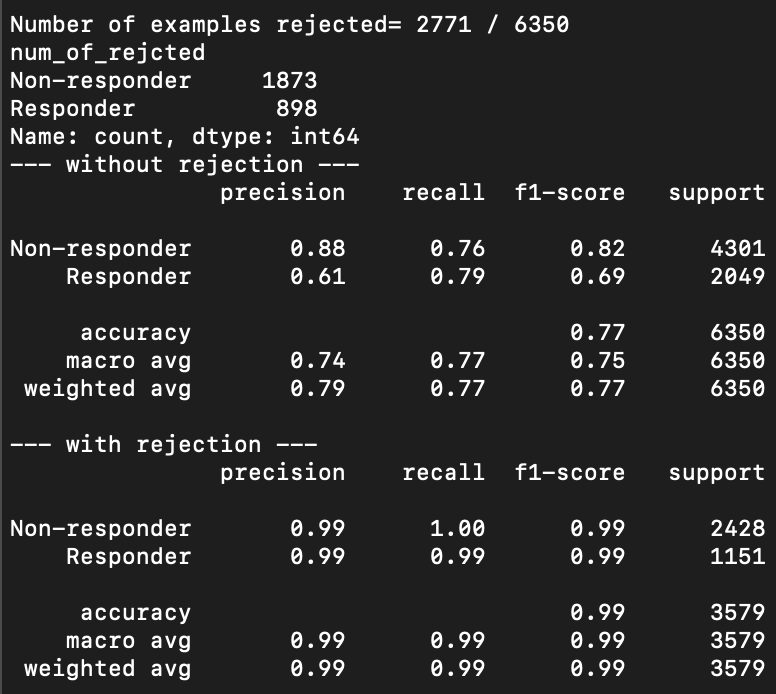 Number of examples rejected= 2771 / 6350
num_of_rejcted
Non-responder     1873
Responder          898
Name: count, dtype: int64
--- without rejection ---
               precision    recall  f1-score   support

Non-responder       0.88      0.76      0.82      4301
    Responder       0.61      0.79      0.69      2049

     accuracy                           0.77      6350
    macro avg       0.74      0.77      0.75      6350
 weighted avg       0.79      0.77      0.77      6350

--- with rejection ---
               precision    recall  f1-score   support

Non-responder       0.99      1.00      0.99      2428
    Responder       0.99      0.99      0.99      1151

     accuracy                           0.99      3579
    macro avg       0.99      0.99      0.99      3579
 weighted avg       0.99      0.99      0.99      3579